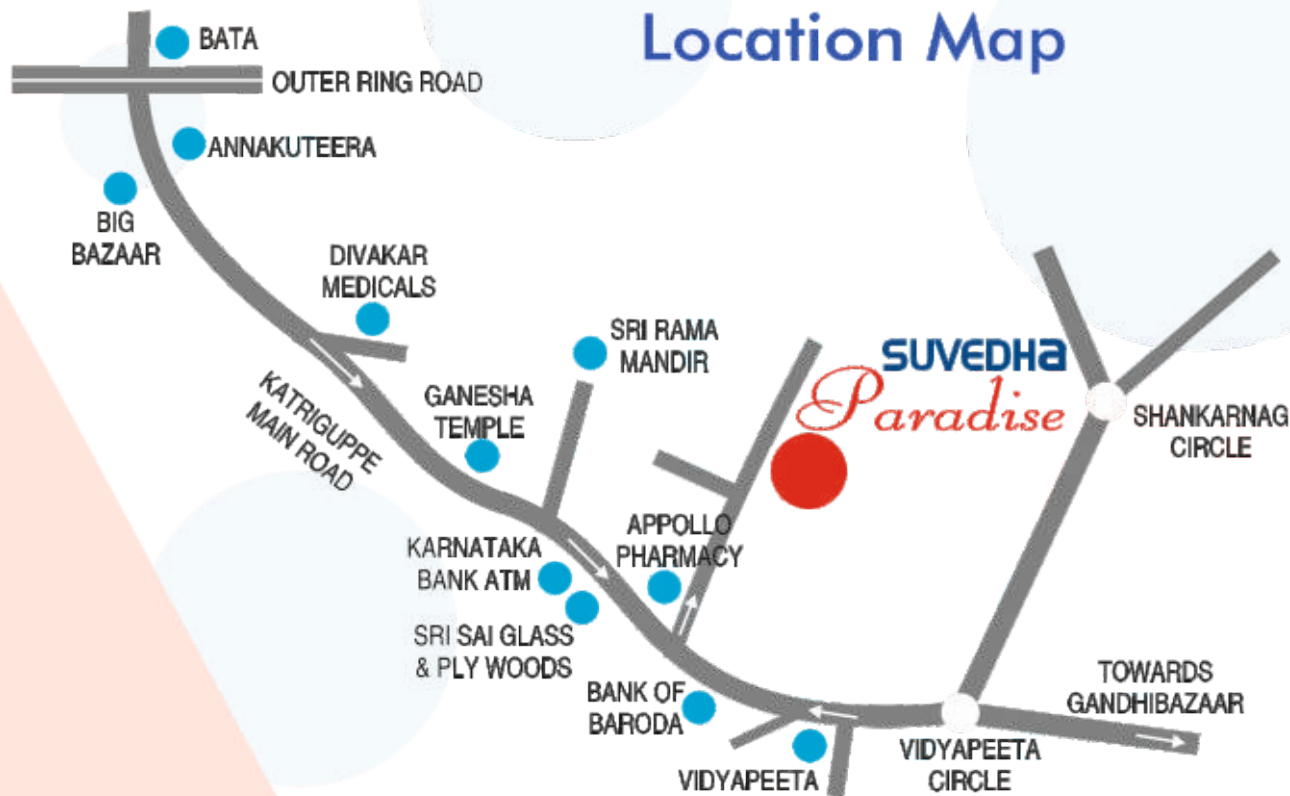 Location Map
BATA
OUTER RING ROAD
ANNAKUTEERA
BIG
BAZAAR
DIVAKAR
MEDICALS
SRI RAMA
MANDIR
SUVEDHa
Paradise
SHANKARNAG
CIRCLE
KATRIGUPPE
MAIN ROAD
GANESHA
TEMPLE
APPOLLO
PHARMACY
KARNATAKA
BANK ATM
SRI SAI GLASS
& PLY WOODS
BANK OF
BARODA
TOWARDS
GANDHIBAZAAR
VIDYAPEETA
VIDYAPEETA
CIRCLE